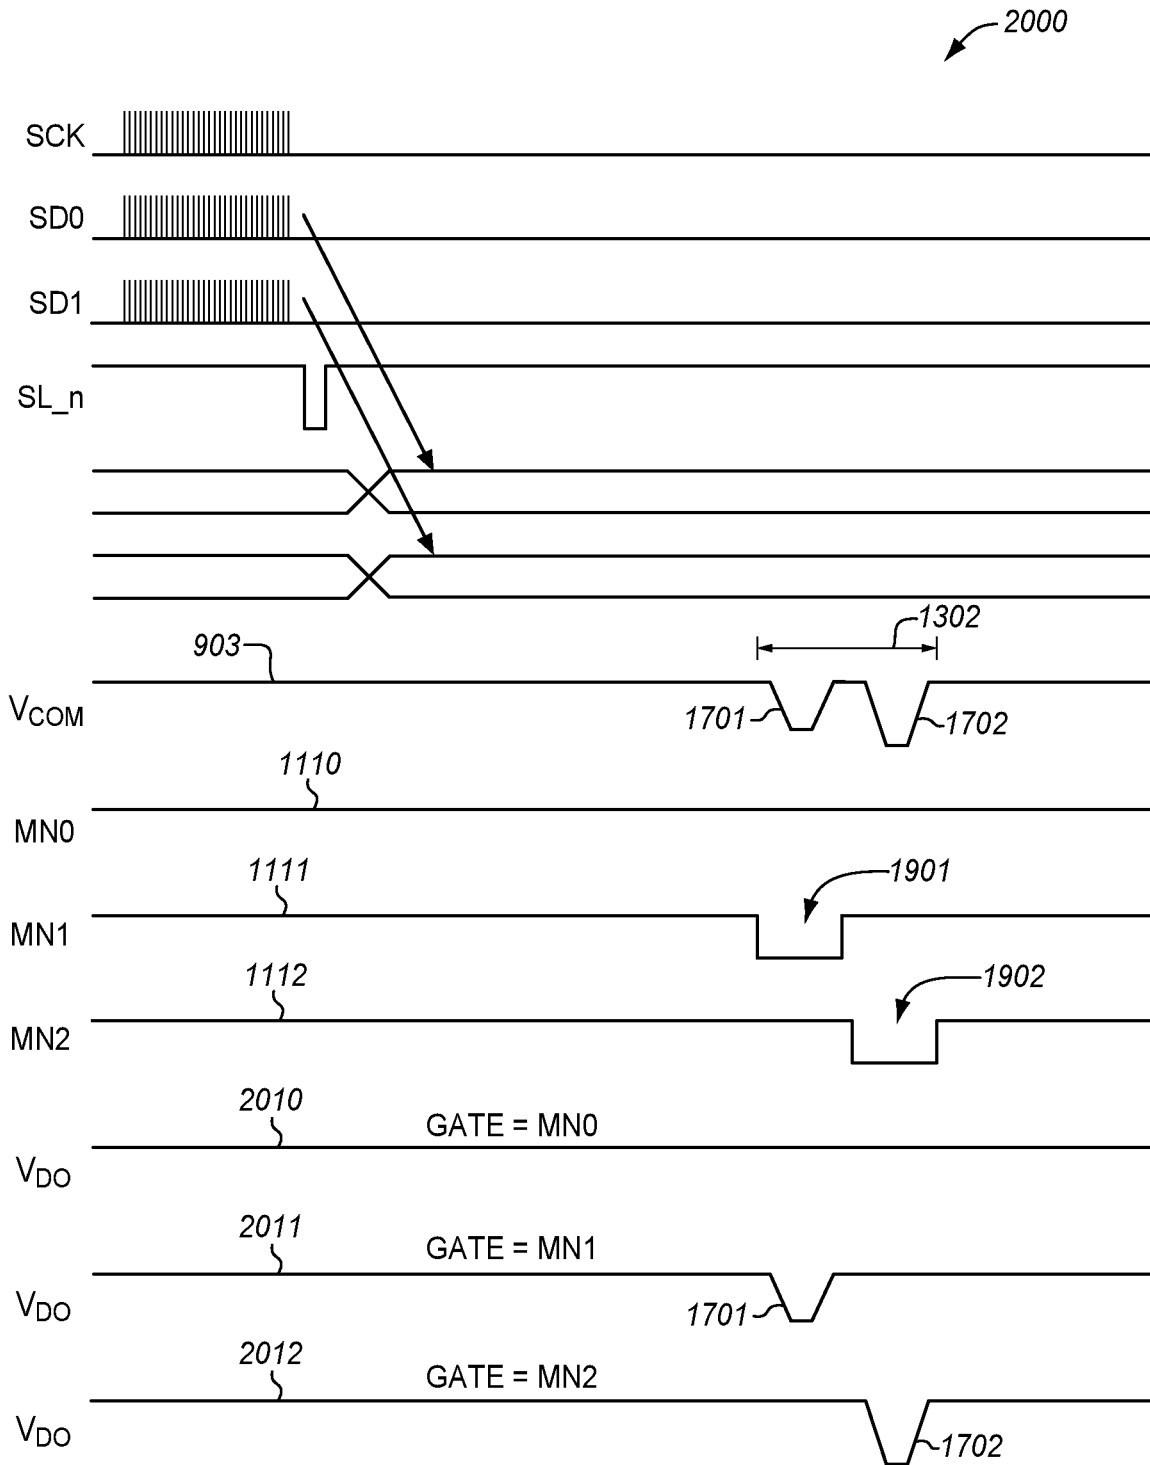 2000
SCK
SD0
SD1
SL_n
1302
903
VCOM
1701
1702
1110
MN0
1111
1901
MN1
1112
1902
MN2
2010
GATE = MN0
VDO
2011
GATE = MN1
VDO
1701
2012
GATE = MN2
VDO
1702